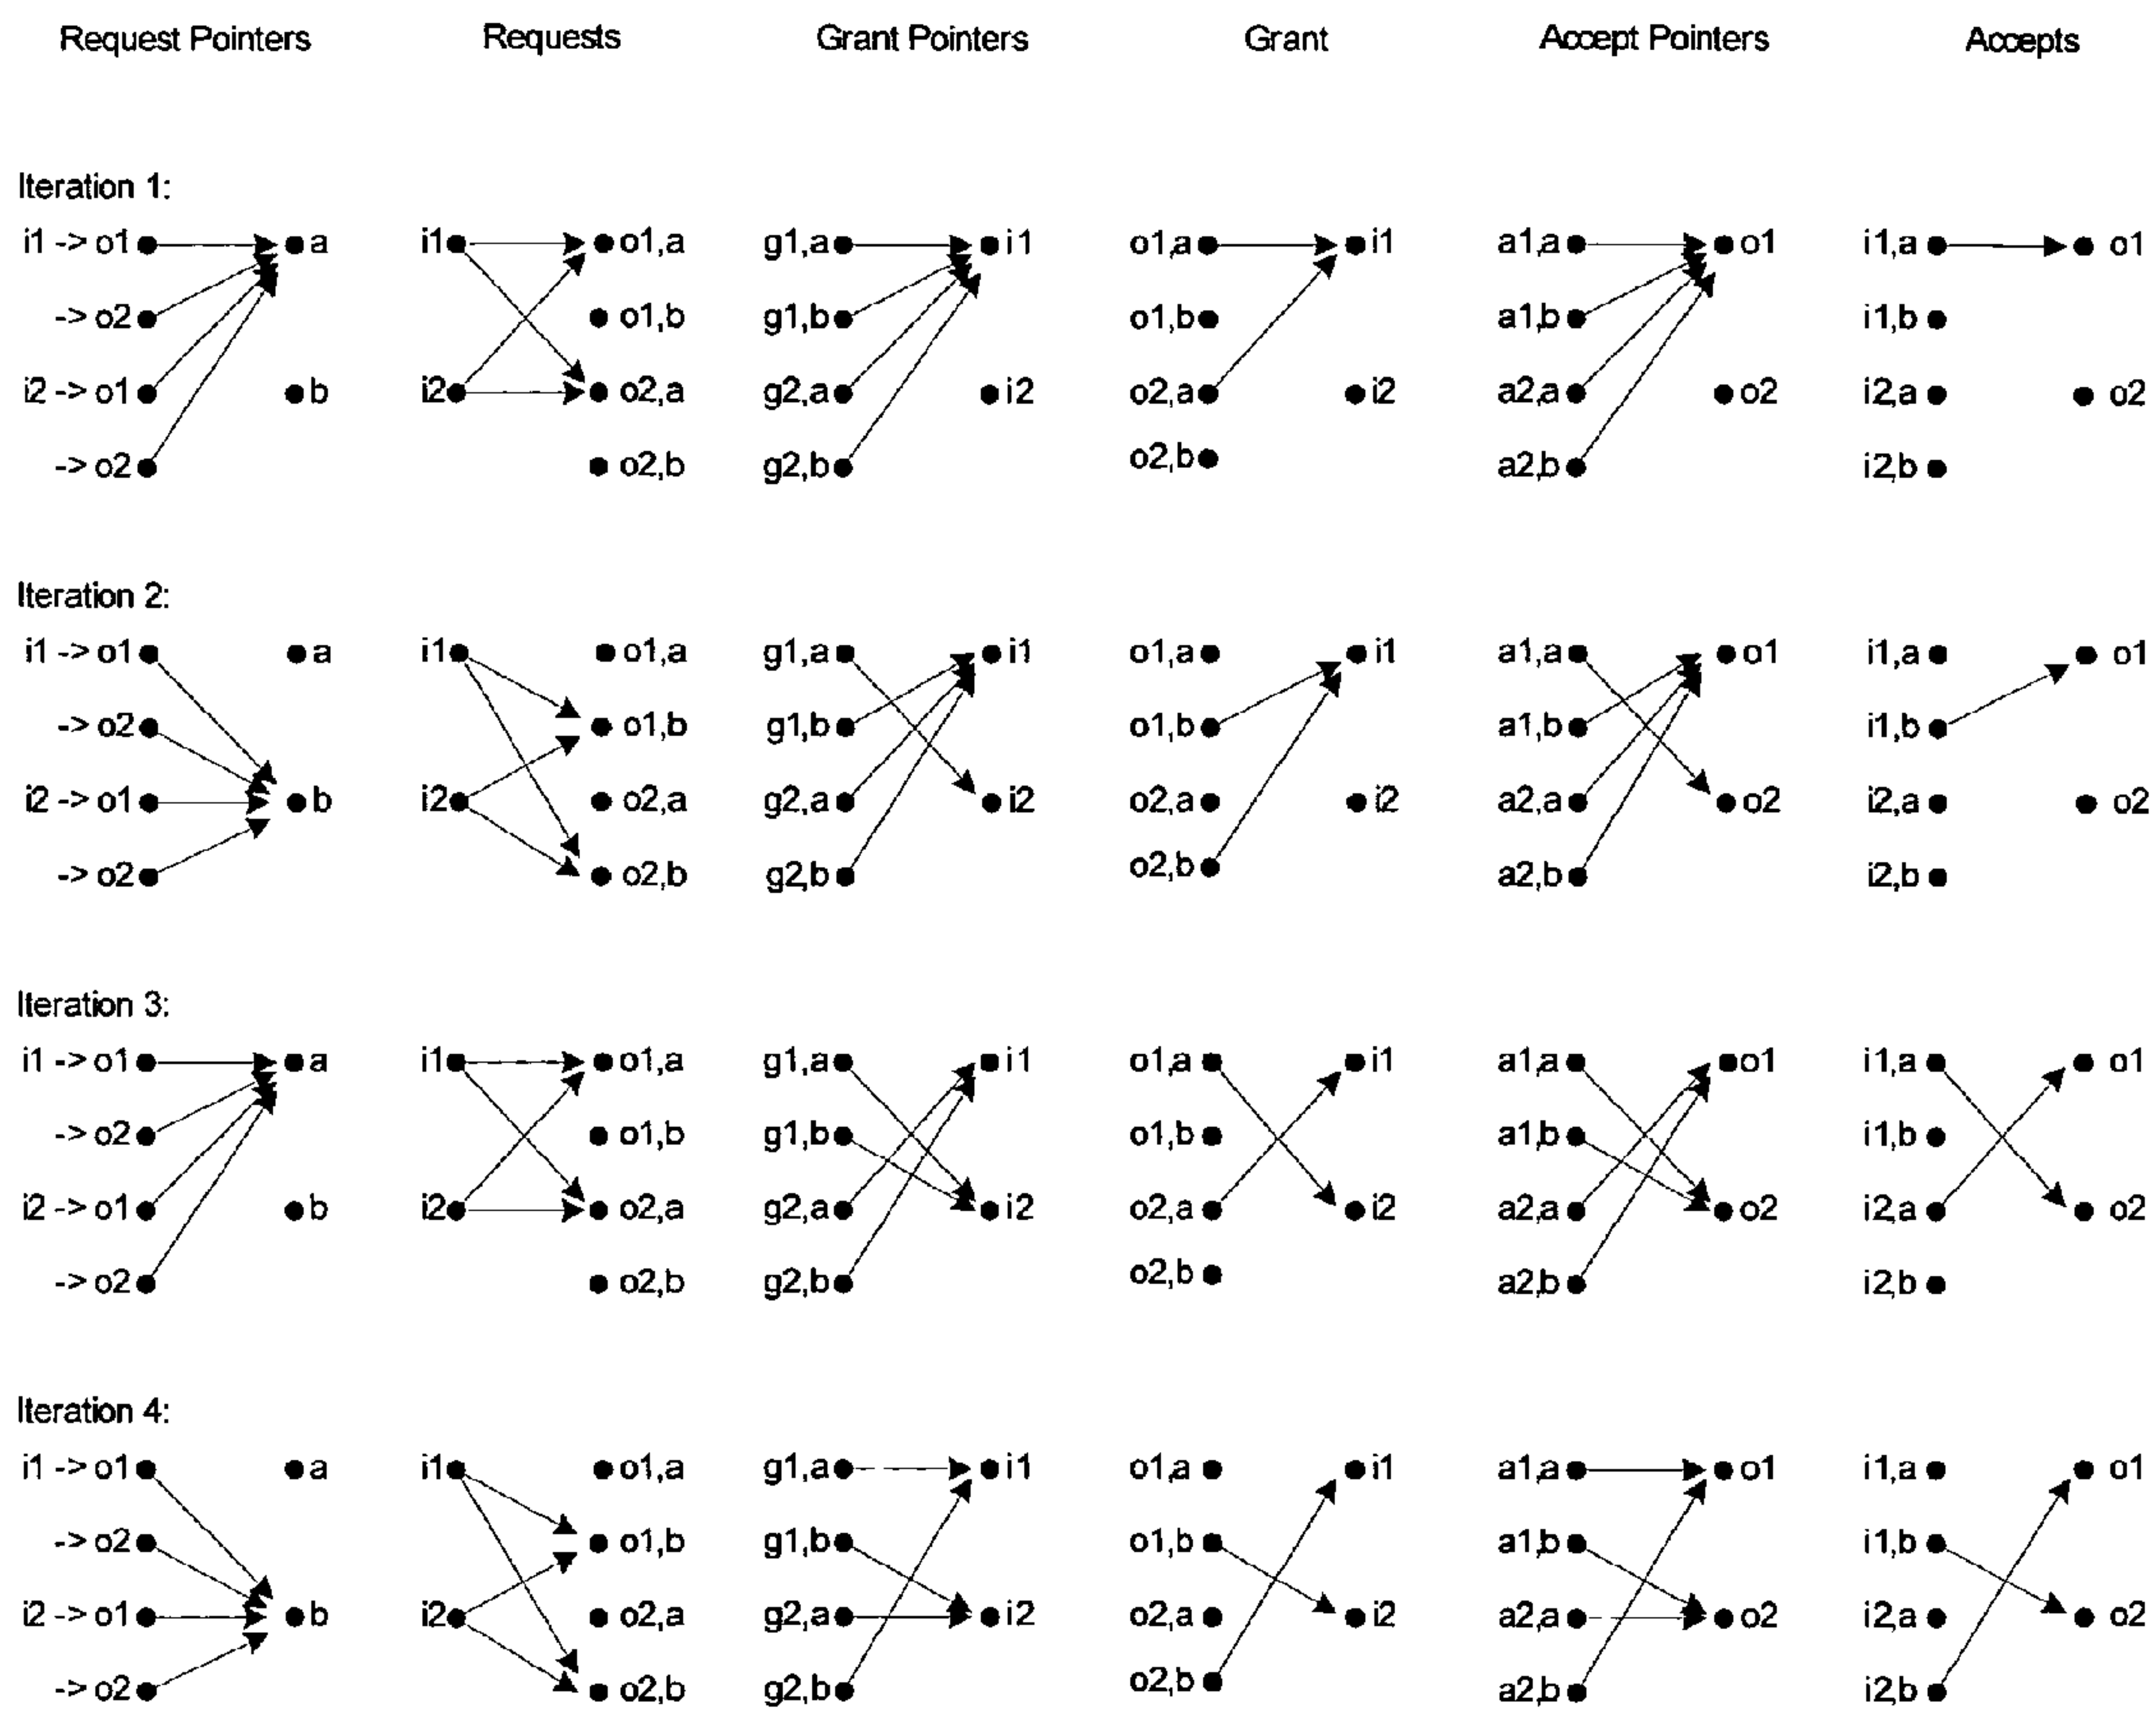 Request Pointers Requests Grant Pointers Grant Accept Pointers Accepts
Iteration 1:
i1 -> o1 a i1 o1,a g1,a i1 o1,a i1 a1,a o1 i1,a o1
-> o2 o1,b g1,b o1,b a1,b i1,b
i2 -> o1 b i2 o2,a g2,a i2 o2,a i2 a2,a o2 i2,a o2
-> o2 o2,b g2,b o2,b a2,b i2,b
Iteration 2:
i1 -> o1 a i1 o1,a g1,a i1 o1,a i1 a1,a o1 i1,a o1
-> o2 o1,b g1,b o1,b a1,b i1,b
i2 -> o1 b i2 o2,a g2,a i2 o2,a i2 a2,a o2 i2,a o2
-> o2 o2,b g2,b o2,b a2,b i2,b
Iteration 3:
i1 -> o1 a i1 o1,a g1,a i1 o1,a i1 a1,a o1 i1,a o1
-> o2 o1,b g1,b o1,b a1,b i1,b
i2 -> o1 b i2 o2,a g2,a i2 o2,a i2 a2,a o2 i2,a o2
-> o2 o2,b g2,b o2,b a2,b i2,b
Iteration 4:
i1 -> o1 a i1 o1,a g1,a i1 o1,a i1 a1,a o1 i1,a o1
-> o2 o1,b g1,b o1,b a1,b i1,b
i2 -> o1 b i2 o2,a g2,a i2 o2,a i2 a2,a o2 i2,a o2
-> o2 o2,b g2,b o2,b a2,b i2,b